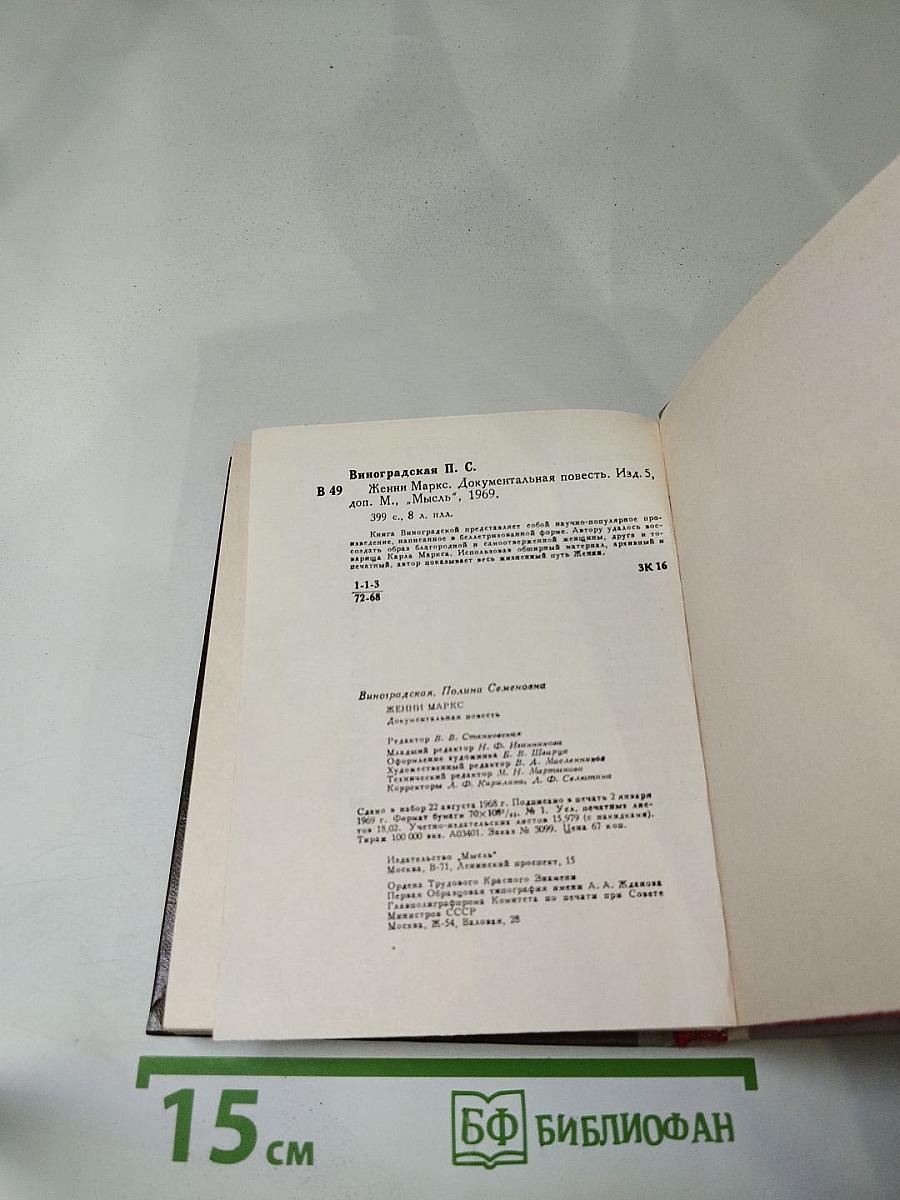 Виноградская П. С.
В 49 Женни Маркс. Документальная повесть. Изд. 5,
доп. М., „Мысль", 1969.
399 с., 8 л. илл.
Книга Виноградской представляет собой научно-популярное про-
изведение, написанное в беллетризованной форме. Автору удалось вос-
создать образ благородной и самоотверженной женщины, друга и то-
варища Карла Маркса. Использовав обширный материал, архивный и
печатный, автор показывает весь жизненный путь Женни.
1-1-3
72-68
3К 16
Виноградская, Полина Семеновна
ЖЕННИ МАРКС
Документальная повесть
Редактор В. В. Станковская
Младший редактор Н. Ф. Иванникова
Оформление художника Б. В. Шварца
Художественный редактор В. А. Масленников
Технический редактор М. Н. Мартынова
Корректоры Л. Ф. Кирилина, Л. Ф. Селютина
Сдано в набор 22 августа 1968 г. Подписано в печать 2 января
1969 г. Формат бумаги 70×108¹/₃₂. № 1. Усл. печатных лис-
тов 18,02. Учетно-издательских листов 15,979 (с накидками).
Тираж 100 000 экз. А03401. Заказ № 3099. Цена 67 коп.
Издательство „Мысль"
Москва, В-71, Ленинский проспект, 15
Ордена Трудового Красного Знамени
Первая Образцовая типография имени А. А. Жданова
Главполиграфпрома Комитета по печати при Совете
Министров СССР
Москва, Ж-54, Валовая, 28
15 см
БФ БИБЛИОФАН